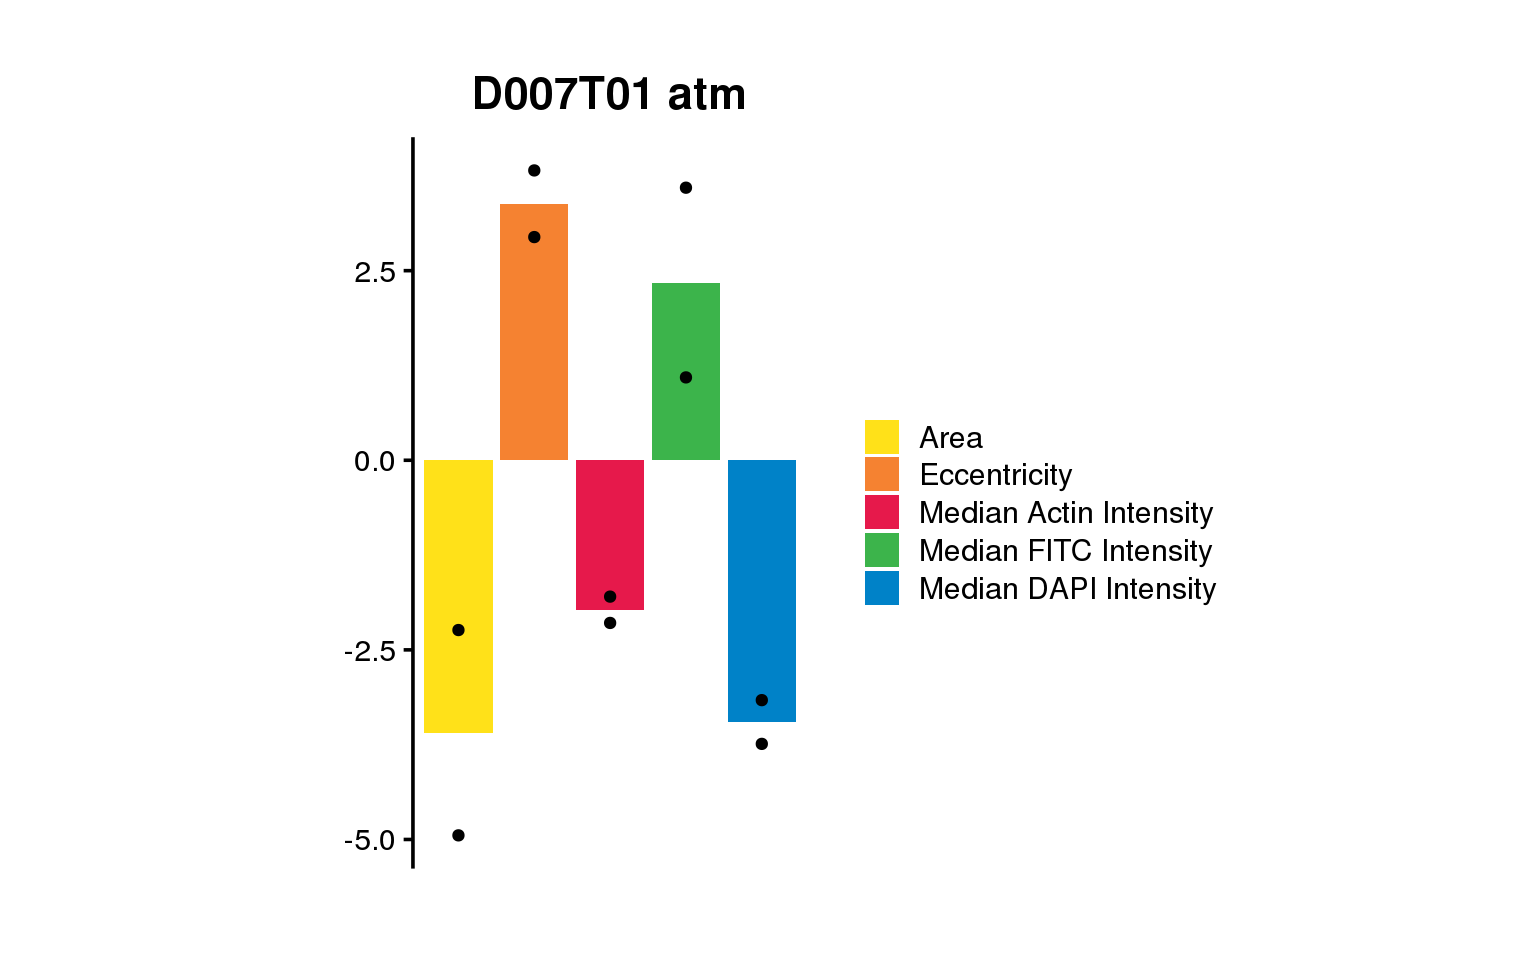 D007T01 atm
2.5
0.0
-2.5
-5.0
Area
Eccentricity
Median Actin Intensity
Median FITC Intensity
Median DAPI Intensity